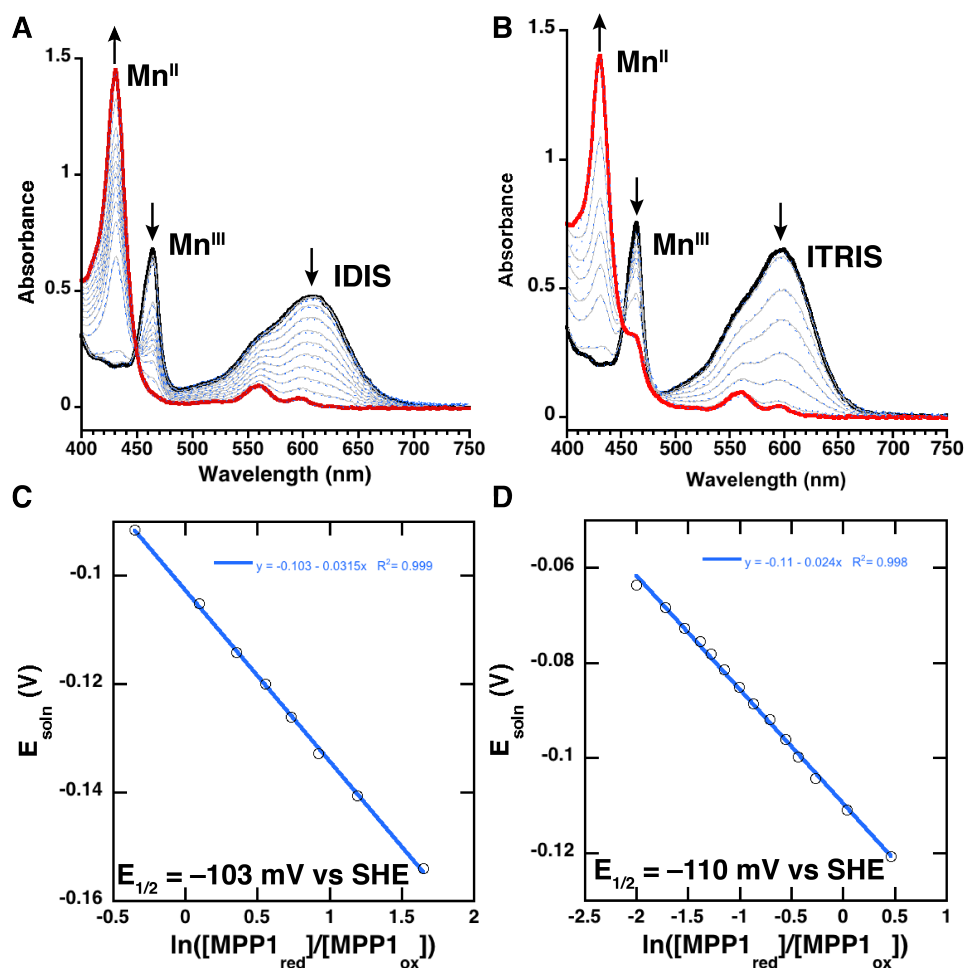 A
Mn^II
Mn^III
IDIS
Absorbance
1.5
1
0.5
0
400 450 500 550 600 650 700 750
Wavelength (nm)
B
Mn^II
Mn^III
ITRIS
Absorbance
1.5
1
0.5
0
400 450 500 550 600 650 700 750
Wavelength (nm)
C
y = -0.103 - 0.0315x R²= 0.999
E_soln (V)
-0.1
-0.12
-0.14
-0.16
E_1/2 = –103 mV vs SHE
-0.5 0 0.5 1 1.5 2
ln([MPP1_red]/[MPP1_ox])
D
y = -0.11 - 0.024x R²= 0.998
E_soln (V)
-0.06
-0.08
-0.1
-0.12
E_1/2 = –110 mV vs SHE
-2.5 -2 -1.5 -1 -0.5 0 0.5 1
ln([MPP1_red]/[MPP1_ox])